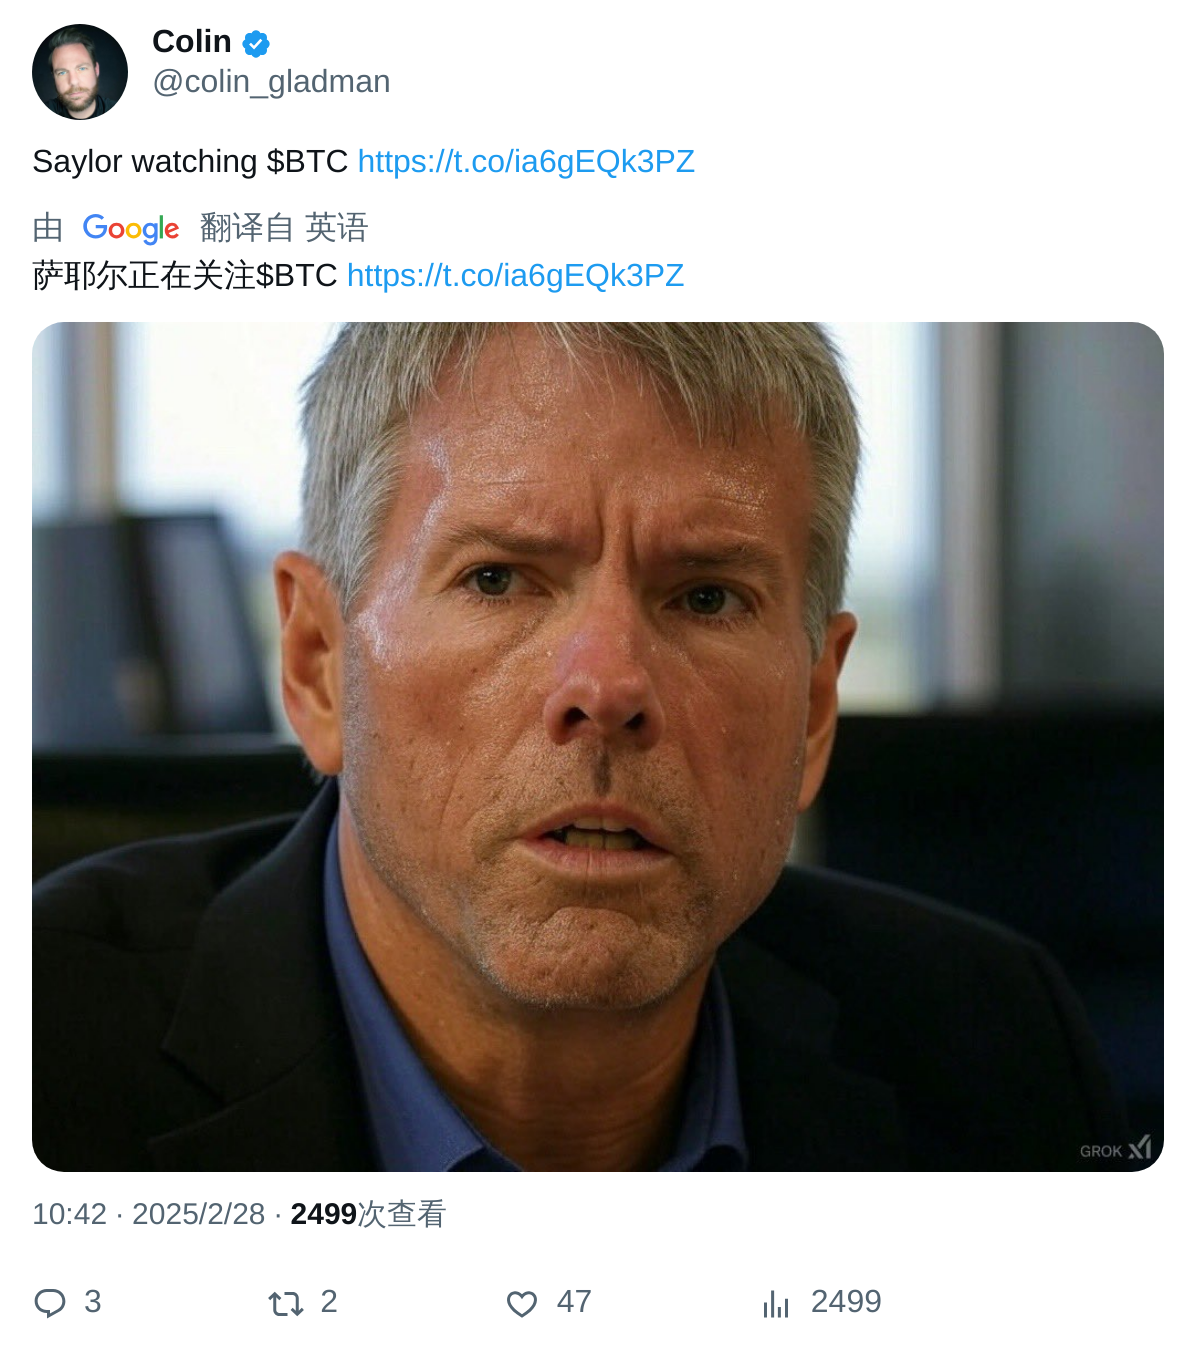 Colin
@colin_gladman
Saylor watching $BTC https://t.co/ia6gEQk3PZ
由 Google 翻译自 英语
萨耶尔正在关注$BTC https://t.co/ia6gEQk3PZ
GROK
10:42 · 2025/2/28 · 2499次查看
3 2 47 2499